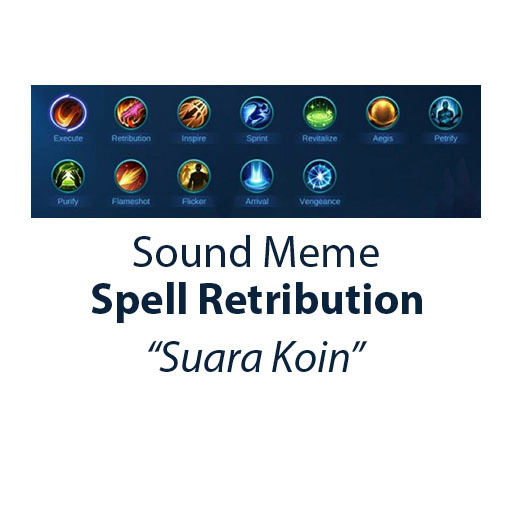 Execute Retribution Inspire Sprint Revitalize Aegis Petrify
Purify Flameshot Flicker Arrival Vengeance
Sound Meme
Spell Retribution
“Suara Koin”